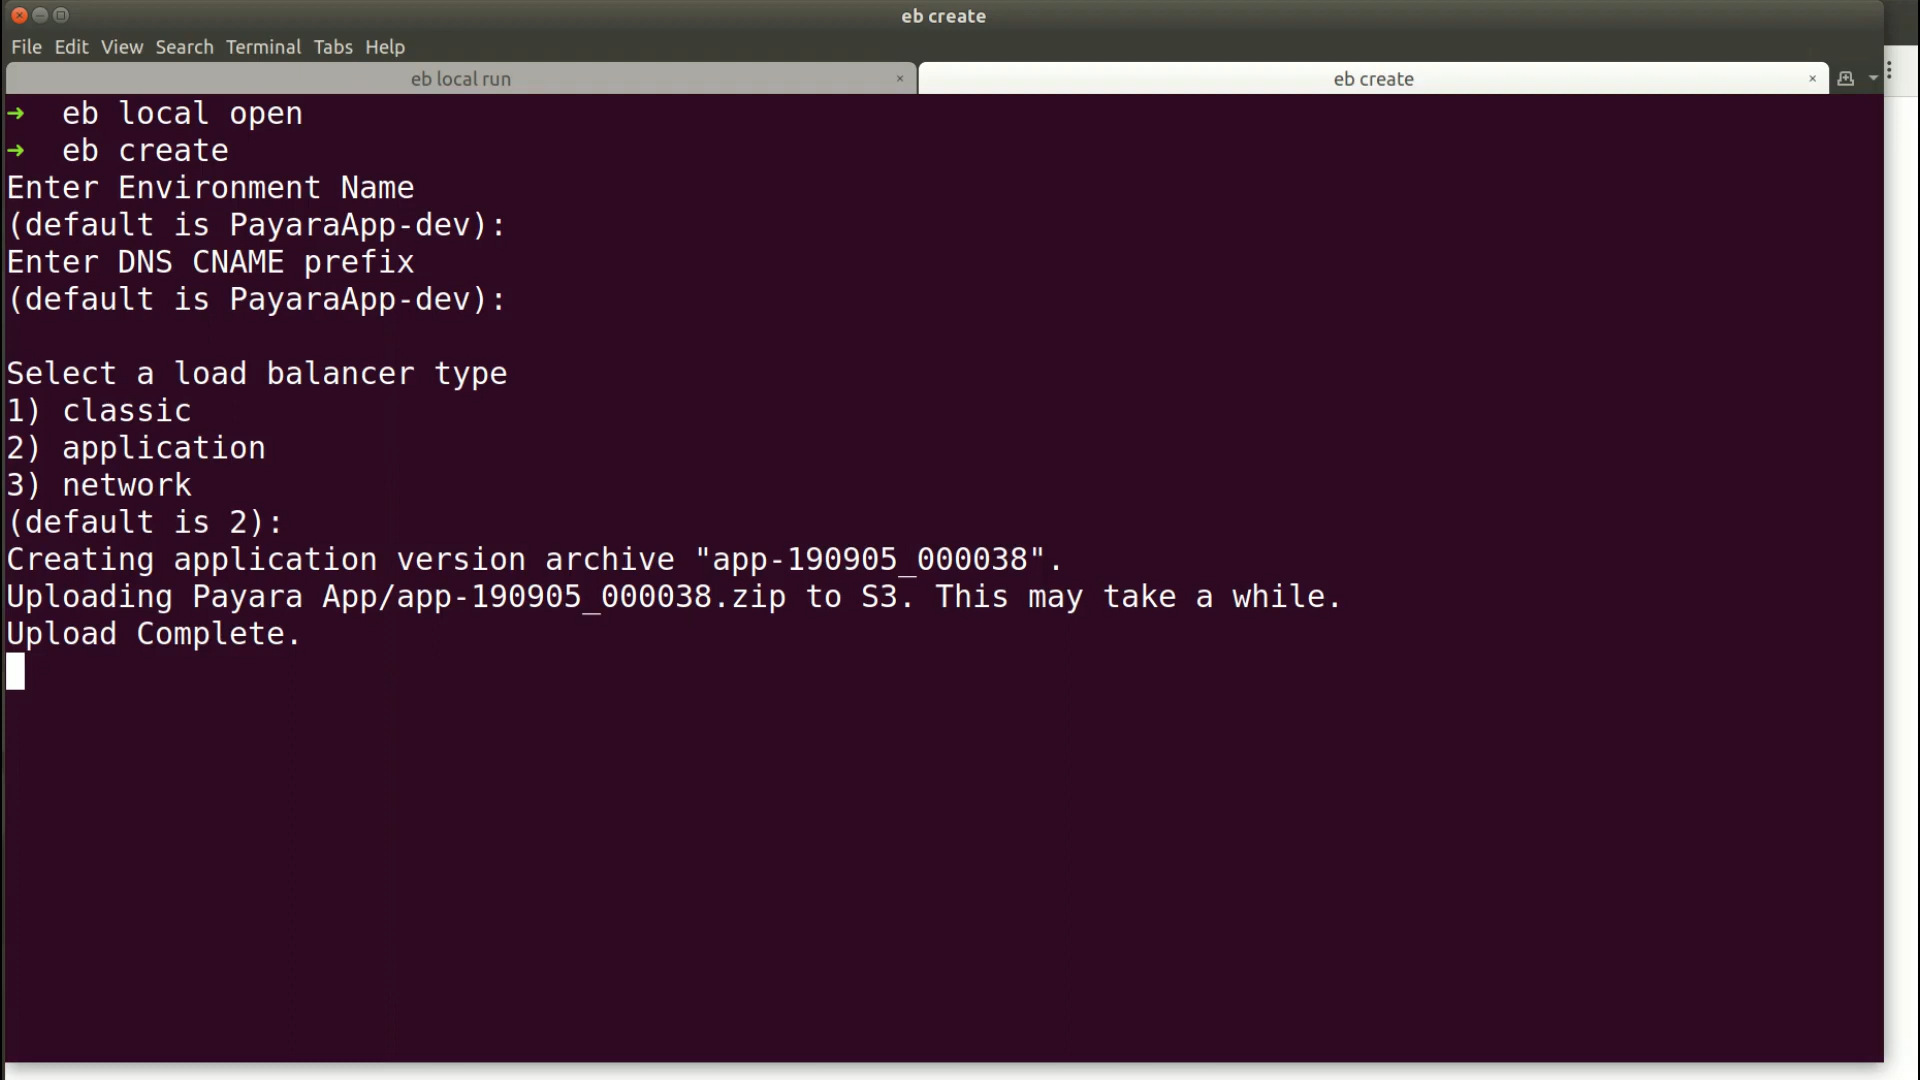 eb create
File Edit View Search Terminal Tabs Help
eb local run × eb create ×
➜ eb local open
➜ eb create
Enter Environment Name
(default is PayaraApp-dev):
Enter DNS CNAME prefix
(default is PayaraApp-dev):
Select a load balancer type
1) classic
2) application
3) network
(default is 2):
Creating application version archive "app-190905_000038".
Uploading Payara App/app-190905_000038.zip to S3. This may take a while.
Upload Complete.